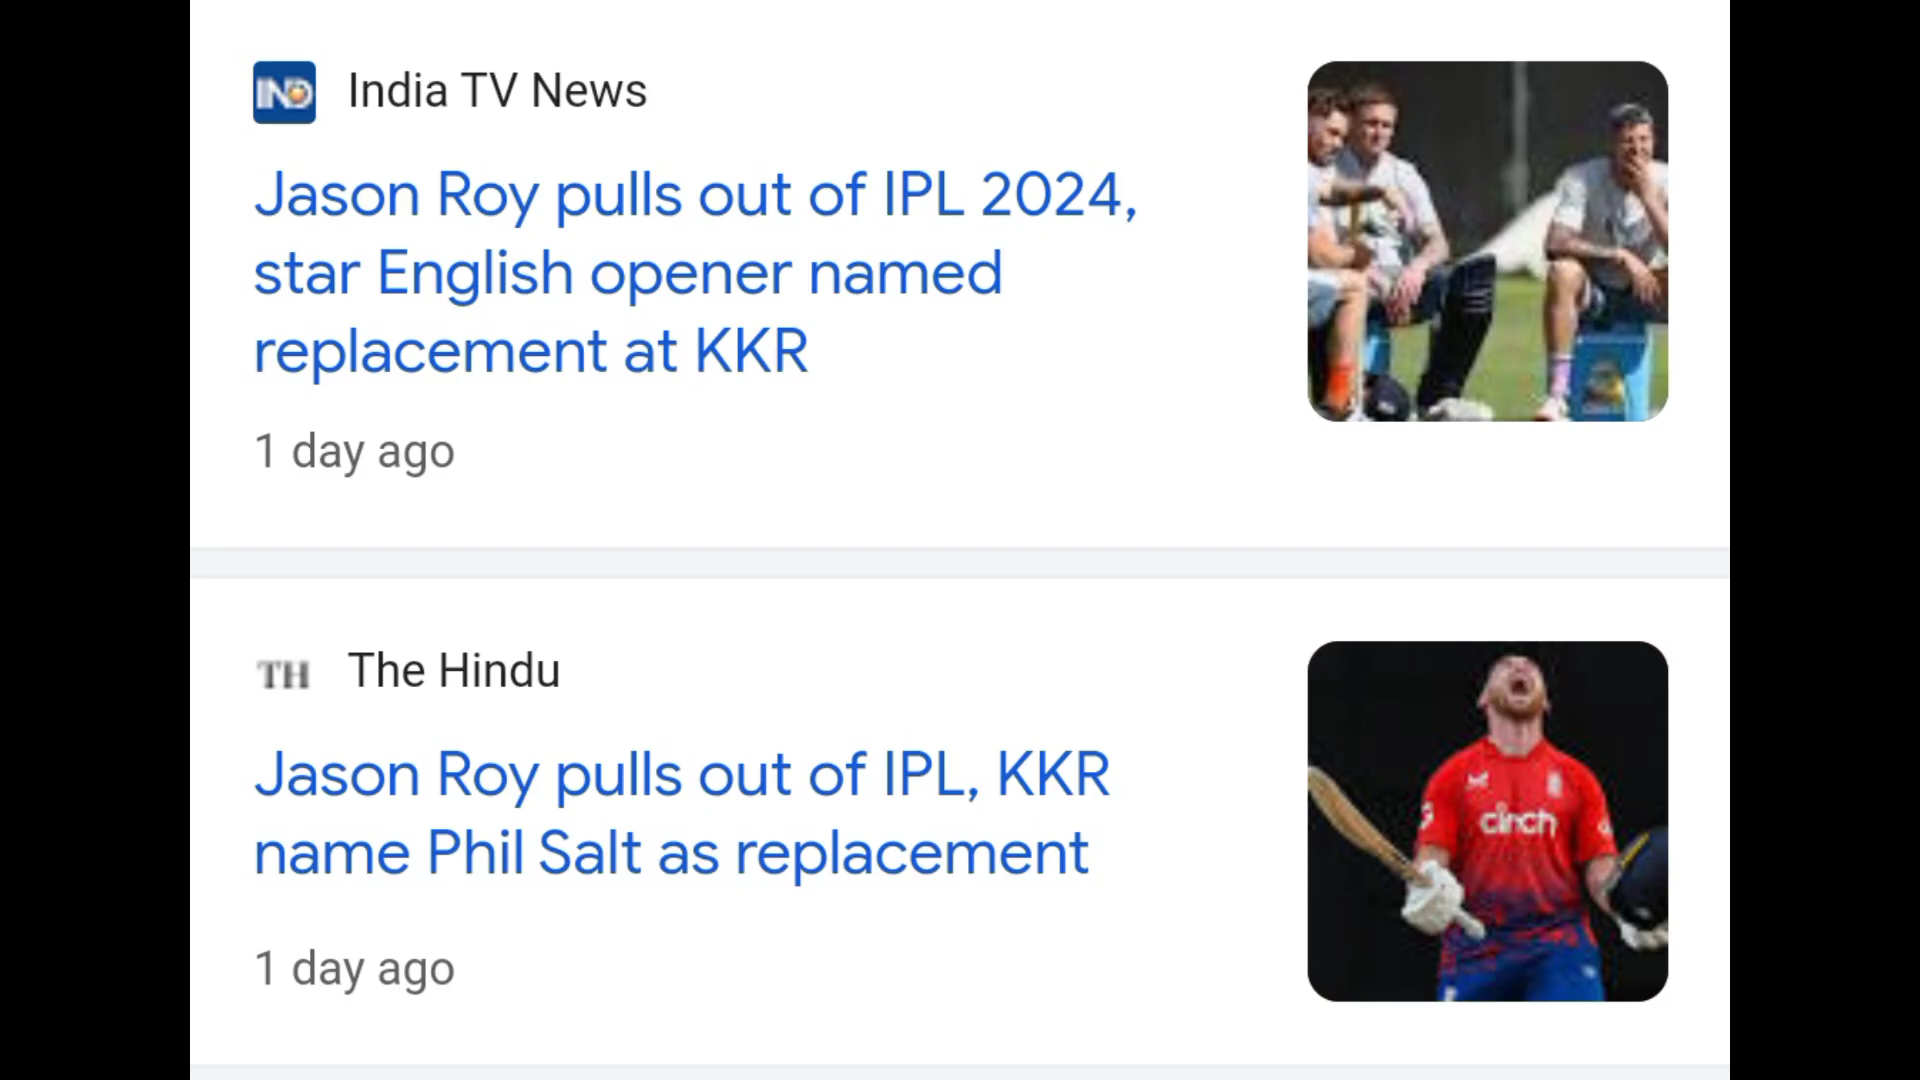 IND
India TV News
Jason Roy pulls out of IPL 2024,
star English opener named
replacement at KKR
1 day ago
TH
The Hindu
Jason Roy pulls out of IPL, KKR
name Phil Salt as replacement
1 day ago
cinch